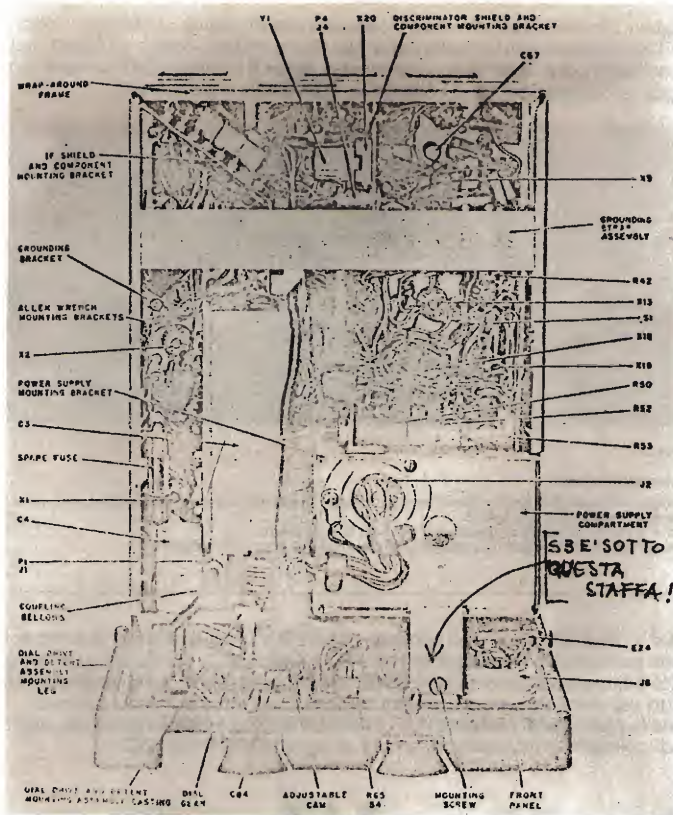 Y1
P4
J4
X20
DISCRIMINATOR SHIELD AND
COMPONENT MOUNTING BRACKET
C67
WRAP-AROUND
FRAME
IF SHIELD
AND COMPONENT
MOUNTING BRACKET
X9
GROUNDING
STRAP
ASSEMBLY
GROUNDING
BRACKET
ALLEN WRENCH
MOUNTING BRACKETS
X2
POWER SUPPLY
MOUNTING BRACKET
C3
SPARE FUSE
X1
C4
P1
J1
COUPLING
BELLOWS
DIAL DRIVE
AND DETENT
ASSEMBLY
MOUNTING
LEG
R42
X13
S1
X18
X19
R50
R52
R53
J2
POWER SUPPLY
COMPARTMENT
S3 E' SOTTO
QUESTA
STAFFA!
E24
J6
DIAL DRIVE AND DETENT
MOUNTING ASSEMBLY CASTING
DIAL
GEAR
C84
ADJUSTABLE
CAM
R65
S4
MOUNTING
SCREW
FRONT
PANEL